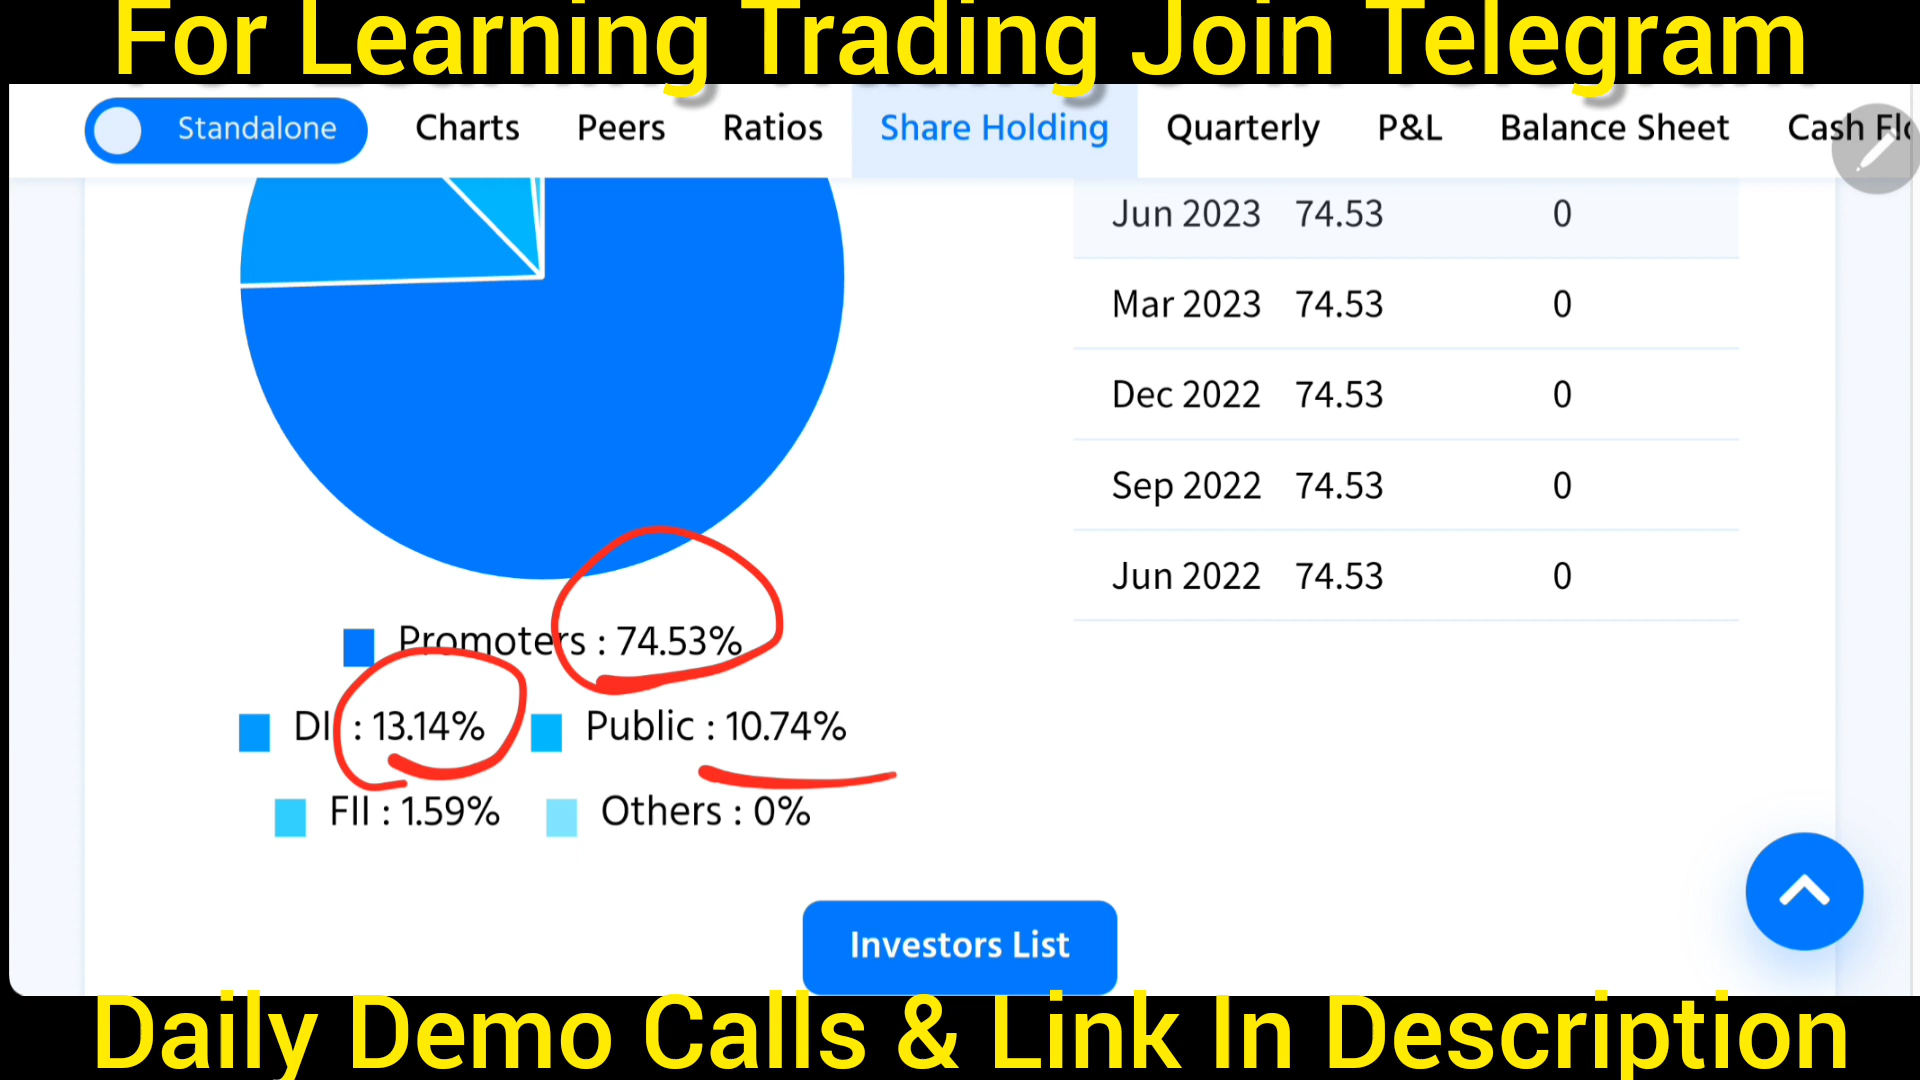 For Learning Trading Join Telegram
Standalone Charts Peers Ratios Share Holding Quarterly P&L Balance Sheet Cash Flo
Jun 2023 74.53 0
Mar 2023 74.53 0
Dec 2022 74.53 0
Sep 2022 74.53 0
Jun 2022 74.53 0
Promoters : 74.53%
DI : 13.14% Public : 10.74%
FII : 1.59% Others : 0%
Investors List
Daily Demo Calls & Link In Description